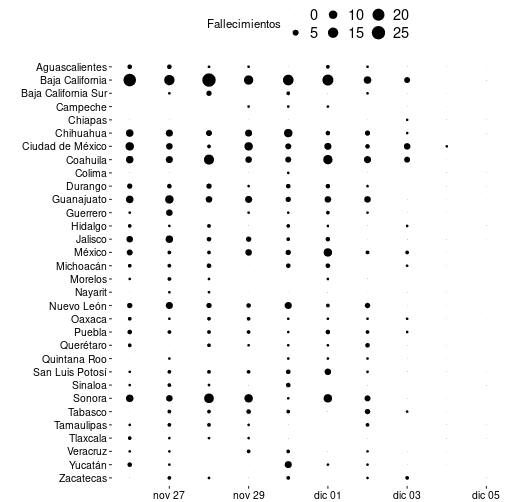 Fallecimientos 0 10 20
5 15 25
Aguascalientes
Baja California
Baja California Sur
Campeche
Chiapas
Chihuahua
Ciudad de México
Coahuila
Colima
Durango
Guanajuato
Guerrero
Hidalgo
Jalisco
México
Michoacán
Morelos
Nayarit
Nuevo León
Oaxaca
Puebla
Querétaro
Quintana Roo
San Luis Potosí
Sinaloa
Sonora
Tabasco
Tamaulipas
Tlaxcala
Veracruz
Yucatán
Zacatecas
nov 27 nov 29 dic 01 dic 03 dic 05